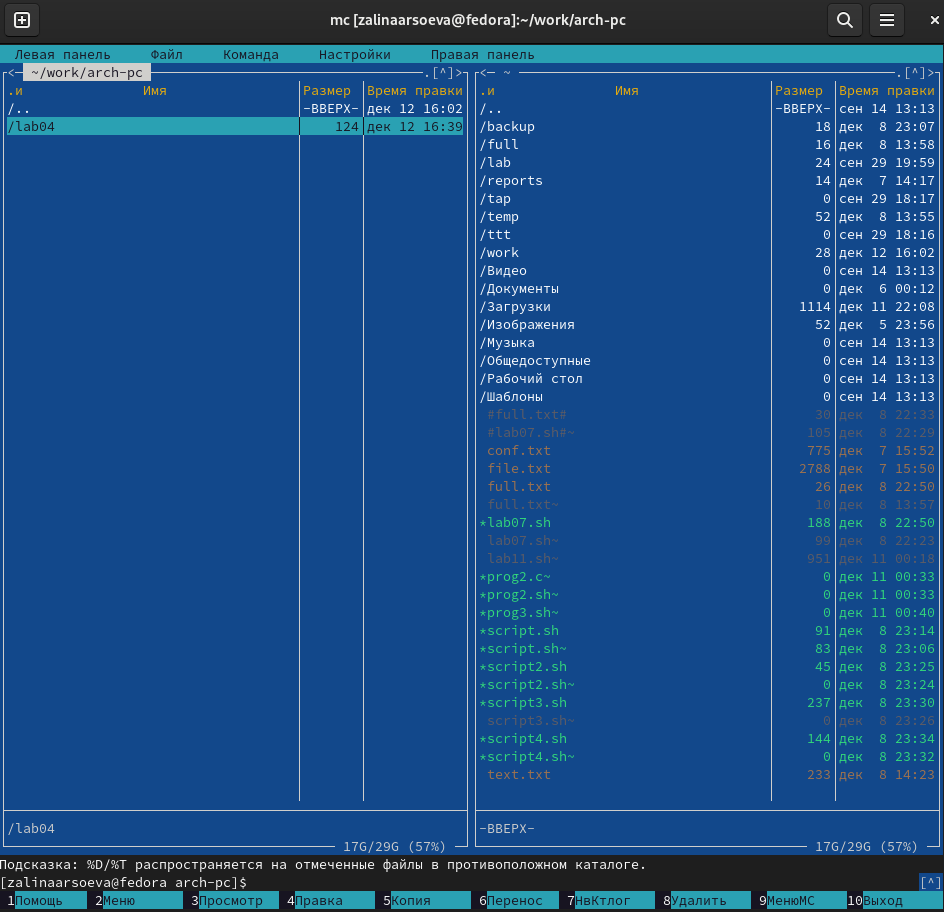 mc [zalinaarsoeva@fedora]:~/work/arch-pc
Левая панель Файл Команда Настройки Правая панель
<- ~/work/arch-pc .[^]>
.и Имя Размер Время правки
/.. -ВВЕРХ- дек 12 16:02
/lab04 124 дек 12 16:39
/lab04
17G/29G (57%)
<- ~ .[^]>
.и Имя Размер Время правки
/.. -ВВЕРХ- сен 14 13:13
/backup 18 дек 8 23:07
/full 16 дек 8 13:58
/lab 24 сен 29 19:59
/reports 14 дек 7 14:17
/tap 0 сен 29 18:17
/temp 52 дек 8 13:55
/ttt 0 сен 29 18:16
/work 28 дек 12 16:02
/Видео 0 сен 14 13:13
/Документы 0 дек 6 00:12
/Загрузки 1114 дек 11 22:08
/Изображения 52 дек 5 23:56
/Музыка 0 сен 14 13:13
/Общедоступные 0 сен 14 13:13
/Рабочий стол 0 сен 14 13:13
/Шаблоны 0 сен 14 13:13
#full.txt# 30 дек 8 22:33
#lab07.sh#~ 105 дек 8 22:29
conf.txt 775 дек 7 15:52
file.txt 2788 дек 7 15:50
full.txt 26 дек 8 22:50
full.txt~ 10 дек 8 13:57
*lab07.sh 188 дек 8 22:50
lab07.sh~ 99 дек 8 22:23
lab11.sh~ 951 дек 11 00:18
*prog2.c~ 0 дек 11 00:33
*prog2.sh~ 0 дек 11 00:33
*prog3.sh~ 0 дек 11 00:40
*script.sh 91 дек 8 23:14
*script.sh~ 83 дек 8 23:06
*script2.sh 45 дек 8 23:25
*script2.sh~ 0 дек 8 23:24
*script3.sh 237 дек 8 23:30
script3.sh~ 0 дек 8 23:26
*script4.sh 144 дек 8 23:34
*script4.sh~ 0 дек 8 23:32
text.txt 233 дек 8 14:23
-ВВЕРХ-
17G/29G (57%)
Подсказка: %D/%T распространяется на отмеченные файлы в противоположном каталоге.
[zalinaarsoeva@fedora arch-pc]$ [^]
1Помощь 2Меню 3Просмотр 4Правка 5Копия 6Перенос 7НвКтлог 8Удалить 9МенюМС 10Выход